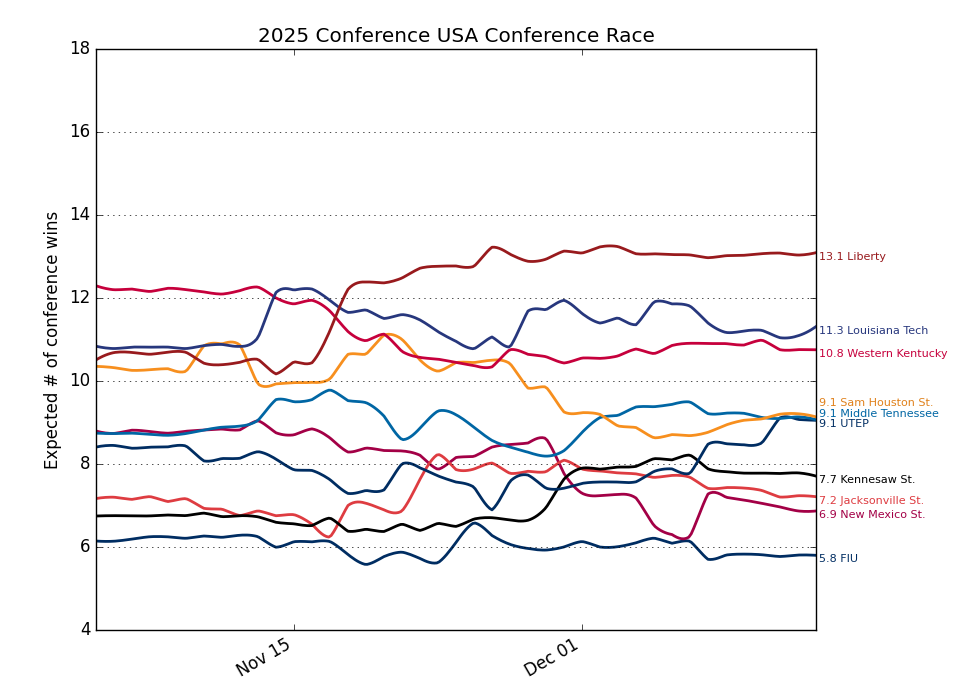 2025 Conference USA Conference Race
Expected # of conference wins
18
16
14
12
10
8
6
4
Nov 15
Dec 01
13.1 Liberty
11.3 Louisiana Tech
10.8 Western Kentucky
9.1 Sam Houston St.
9.1 Middle Tennessee
9.1 UTEP
7.7 Kennesaw St.
7.2 Jacksonville St.
6.9 New Mexico St.
5.8 FIU